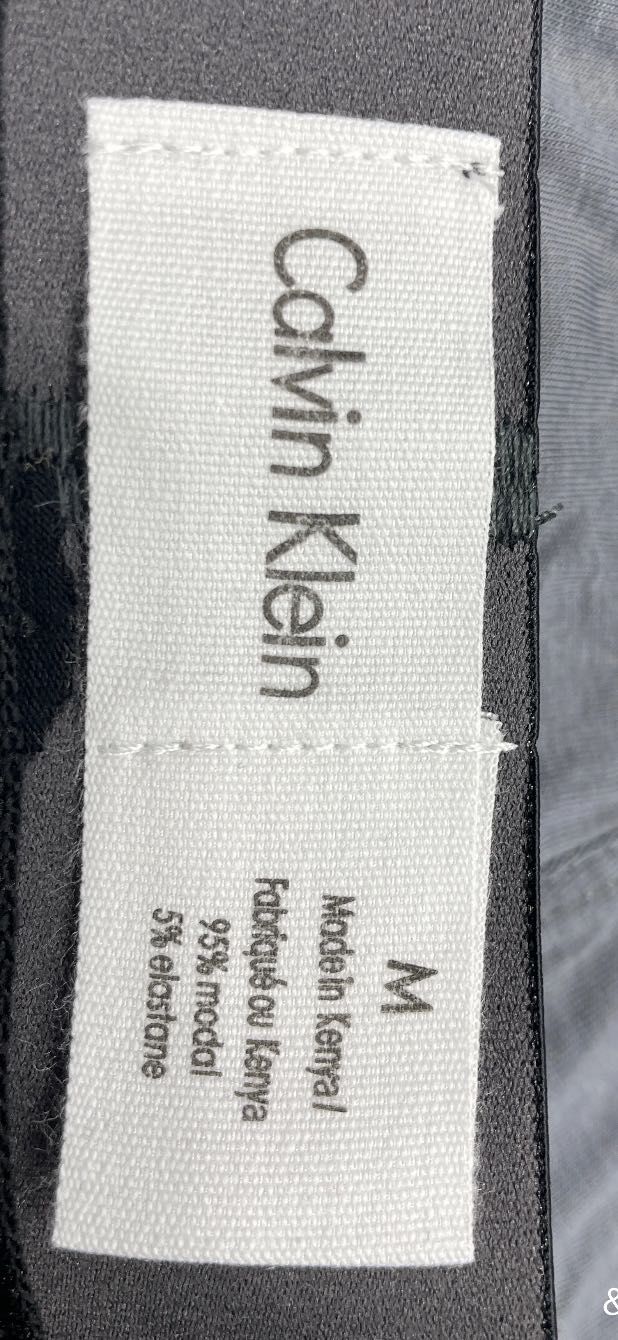 Calvin Klein
M
Made in Kenya/
Fabriqué au Kenya
95% modal
5% elastane
&